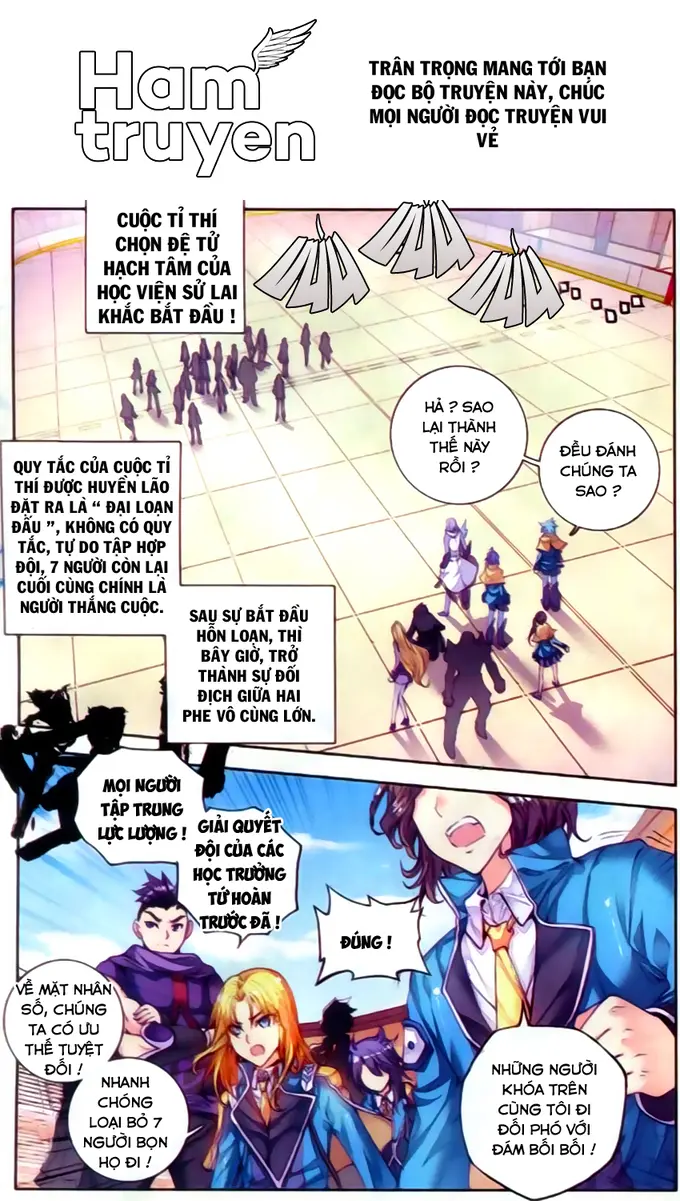 Ham
truyen
TRÂN TRỌNG MANG TỚI BẠN
ĐỌC BỘ TRUYỆN NÀY, CHÚC
MỌI NGƯỜI ĐỌC TRUYỆN VUI
VẺ
CUỘC TỈ THÍ
CHỌN ĐỆ TỬ
HẠCH TÂM CỦA
HỌC VIỆN SỬ LAI
KHẮC BẮT ĐẦU !
VUU
VUU
VUU
HẢ ? SAO
LẠI THÀNH
THẾ NÀY
RỒI ?
ĐỀU ĐÁNH
CHÚNG TA
SAO ?
QUY TẮC CỦA CUỘC TỈ
THÍ ĐƯỢC HUYỀN LÃO
ĐẶT RA LÀ “ ĐẠI LOẠN
ĐẤU ”, KHÔNG CÓ QUY
TẮC, TỰ DO TẬP HỢP
ĐỘI, 7 NGƯỜI CÒN LẠI
CUỐI CÙNG CHÍNH LÀ
NGƯỜI THẮNG CUỘC.
SAU SỰ BẮT ĐẦU
HỖN LOẠN, THÌ
BÂY GIỜ, TRỞ
THÀNH SỰ ĐỐI
ĐỊCH GIỮA HAI
PHE VÔ CÙNG LỚN.
MỌI NGƯỜI
TẬP TRUNG
LỰC LƯỢNG !
GIẢI QUYẾT
ĐỘI CỦA CÁC
HỌC TRƯỞNG
TỨ HOÀN
TRƯỚC ĐÃ !
ĐÚNG !
VỀ MẶT NHÂN
SỐ, CHÚNG
TA CÓ ƯU
THẾ TUYỆT
ĐỐI !
NHANH
CHÓNG
LOẠI BỎ 7
NGƯỜI BỌN
HỌ ĐI !
NHỮNG NGƯỜI
KHÓA TRÊN
CÙNG TÔI ĐI
ĐỐI PHÓ VỚI
ĐÁM BỐI BỐI !